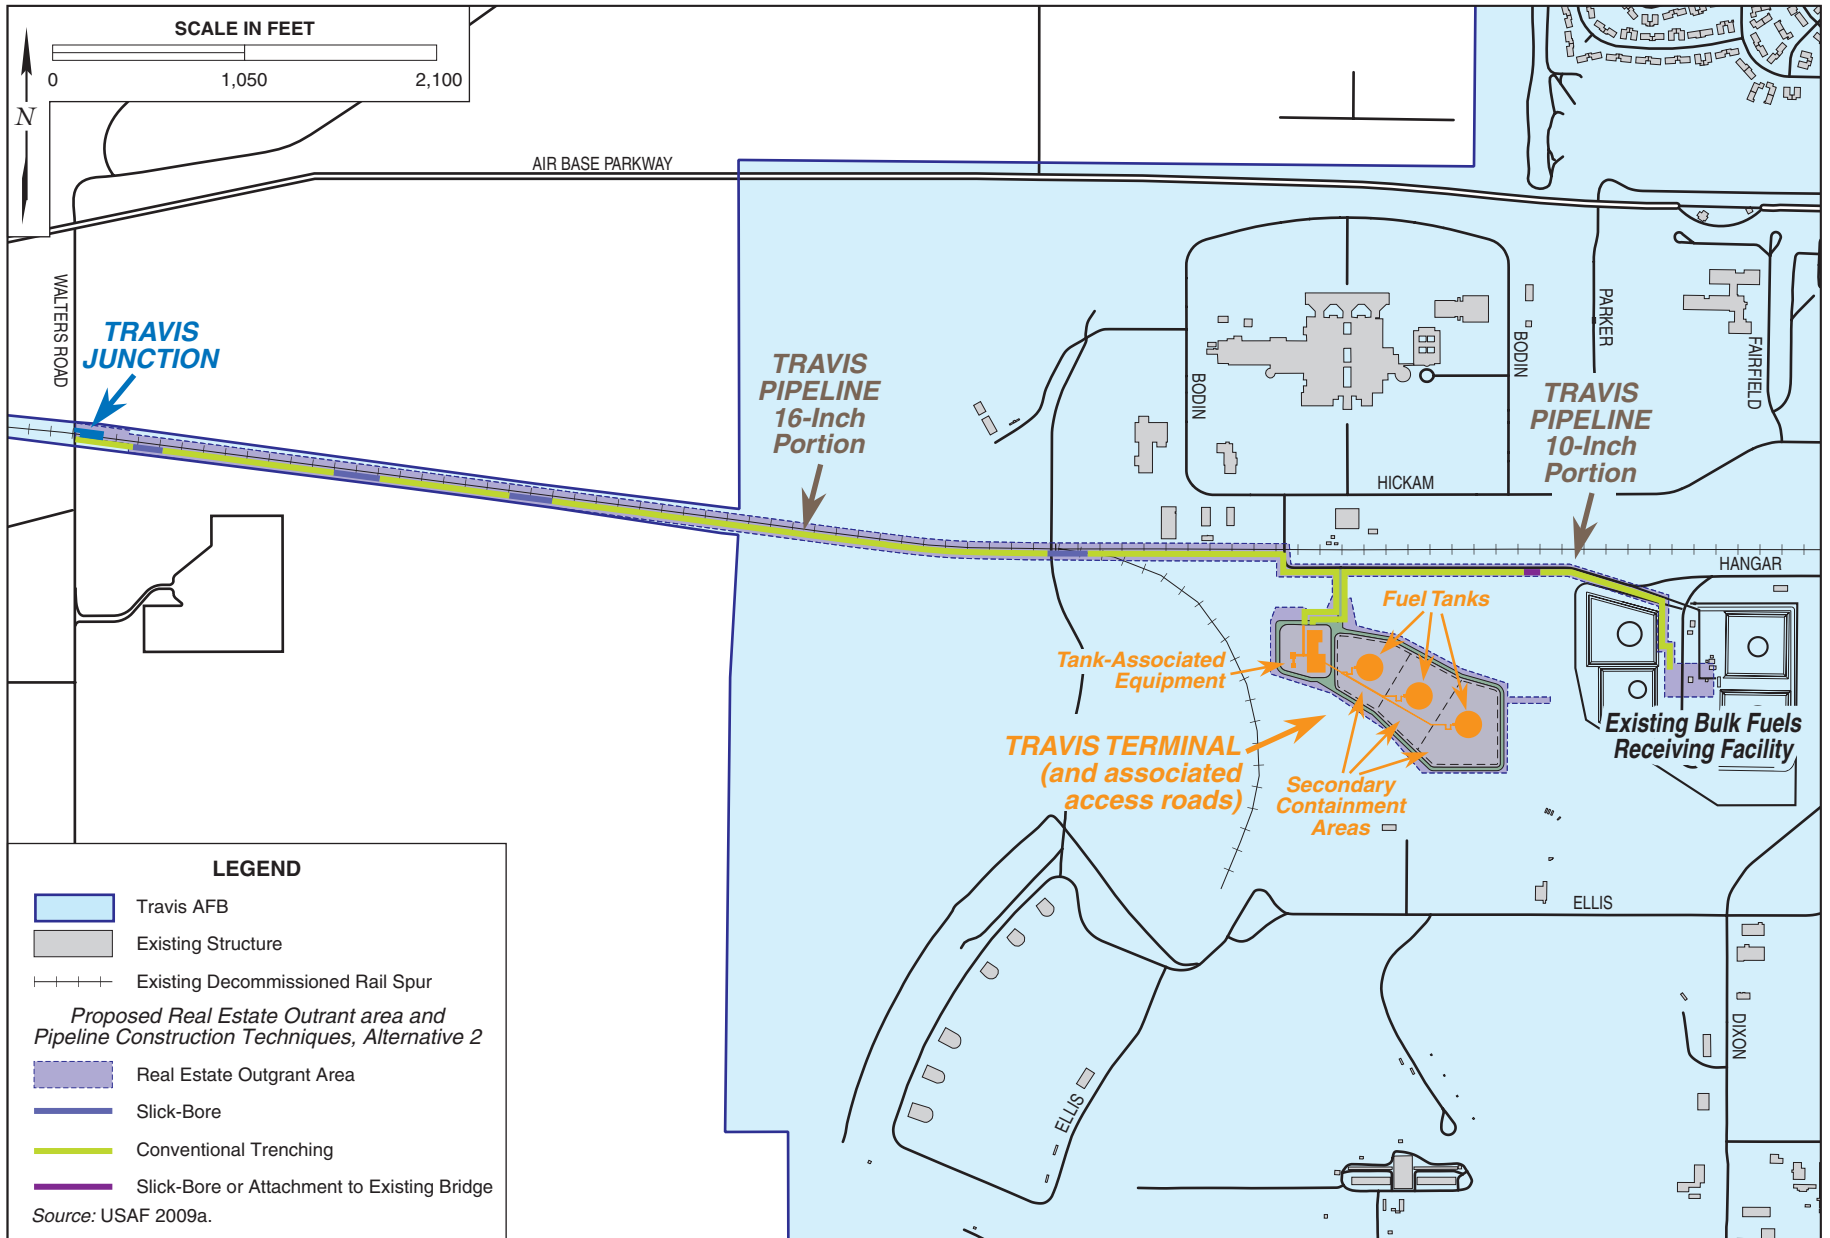 SCALE IN FEET
0 1,050 2,100
N
AIR BASE PARKWAY
WALTERS ROAD
TRAVIS
JUNCTION
TRAVIS
PIPELINE
16-Inch
Portion
BODIN
BODIN
PARKER
FAIRFIELD
TRAVIS
PIPELINE
10-Inch
Portion
HICKAM
HANGAR
Fuel Tanks
Tank-Associated
Equipment
TRAVIS TERMINAL
(and associated
access roads)
Secondary
Containment
Areas
Existing Bulk Fuels
Receiving Facility
ELLIS
DIXON
ELLIS
LEGEND
Travis AFB
Existing Structure
Existing Decommissioned Rail Spur
Proposed Real Estate Outrant area and
Pipeline Construction Techniques, Alternative 2
Real Estate Outgrant Area
Slick-Bore
Conventional Trenching
Slick-Bore or Attachment to Existing Bridge
Source: USAF 2009a.